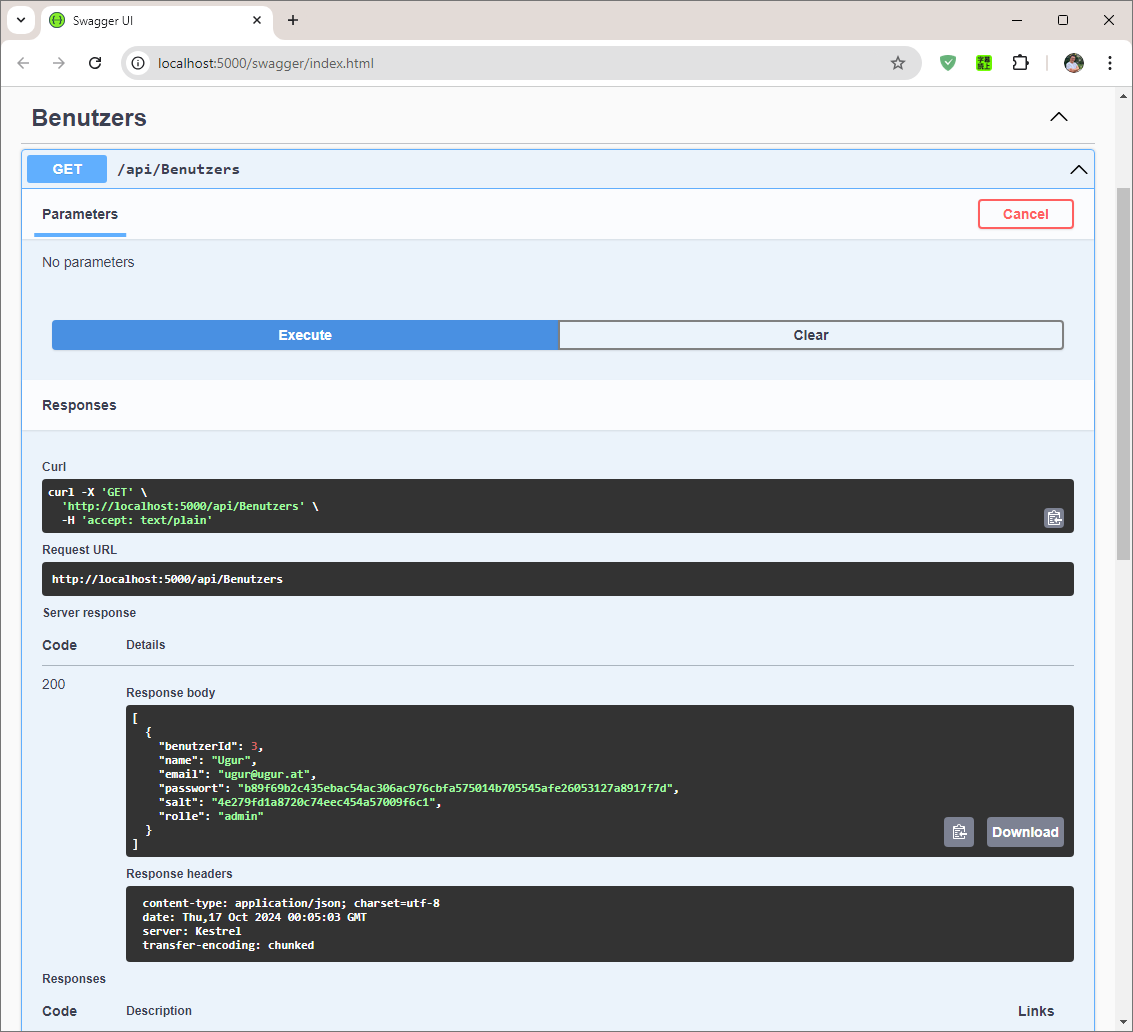 Swagger UI
localhost:5000/swagger/index.html
字幕
搞上
Benutzers
GET /api/Benutzers
Parameters
Cancel
No parameters
Execute
Clear
Responses
Curl
curl -X 'GET' \
'http://localhost:5000/api/Benutzers' \
-H 'accept: text/plain'
Request URL
http://localhost:5000/api/Benutzers
Server response
Code Details
200
Response body
[
{
"benutzerId": 3,
"name": "Ugur",
"email": "ugur@ugur.at",
"passwort": "b89f69b2c435ebac54ac306ac976cbfa575014b705545afe26053127a8917f7d",
"salt": "4e279fd1a8720c74eec454a57009f6c1",
"rolle": "admin"
}
]
Download
Response headers
content-type: application/json; charset=utf-8
date: Thu,17 Oct 2024 00:05:03 GMT
server: Kestrel
transfer-encoding: chunked
Responses
Code Description Links